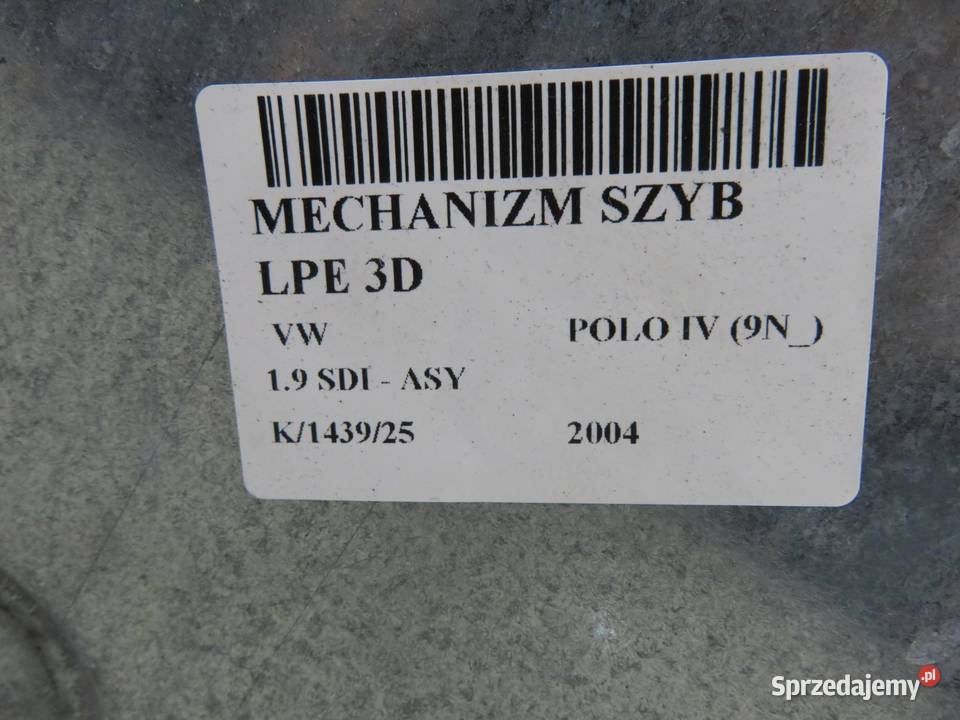 MECHANIZM SZYB
LPE 3D
VW POLO IV (9N_)
1.9 SDI - ASY
K/1439/25 2004
Sprzedajemy.pl